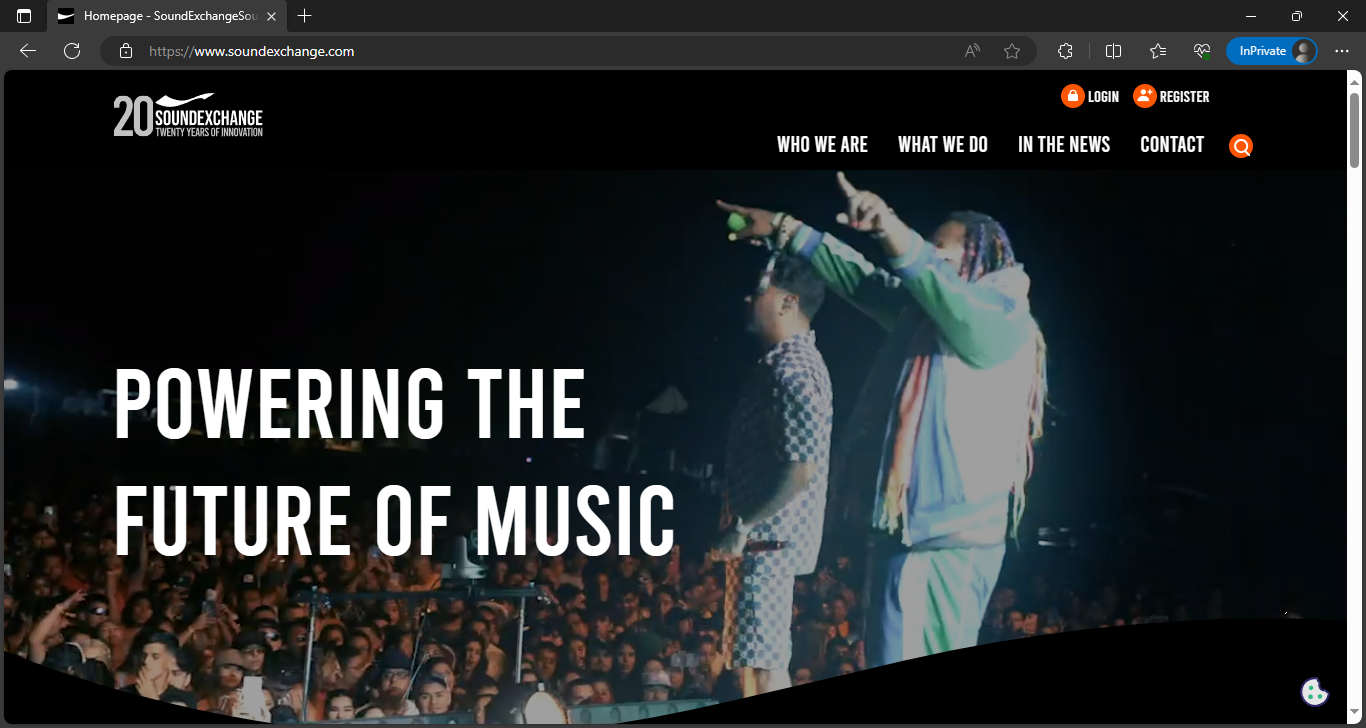 Homepage - SoundExchangeSou
https://www.soundexchange.com
InPrivate
20 SOUNDEXCHANGE
TWENTY YEARS OF INNOVATION
LOGIN
REGISTER
WHO WE ARE
WHAT WE DO
IN THE NEWS
CONTACT
POWERING THE
FUTURE OF MUSIC